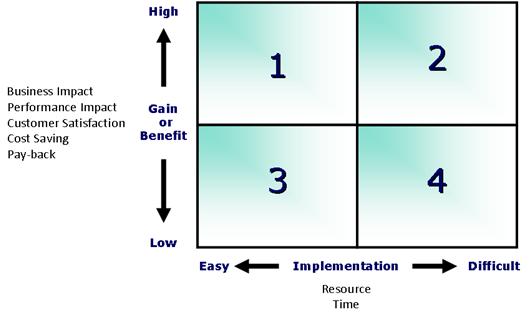 High
1
2
Business Impact
Performance Impact
Customer Satisfaction
Cost Saving
Pay-back
Gain
or
Benefit
3
4
Low
Easy Implementation Difficult
Resource
Time